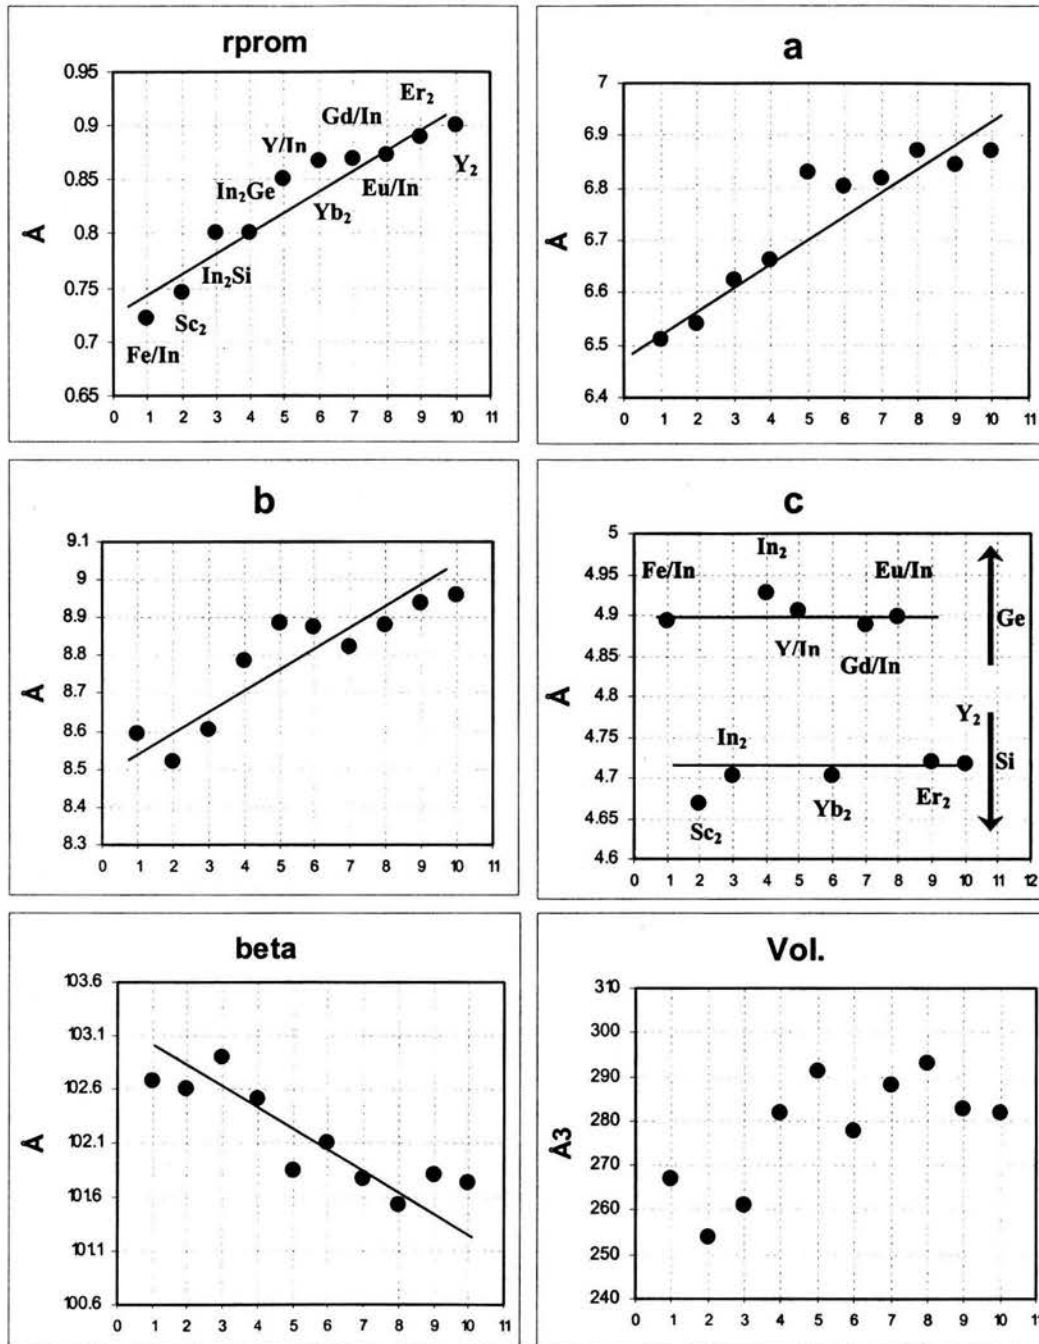 rprom
0.95
0.9
0.85
0.8
0.75
0.7
0.65
Å
Er₂
Gd/In
Y/In
Y₂
In₂Ge
Eu/In
Yb₂
In₂Si
Sc₂
Fe/In
0 1 2 3 4 5 6 7 8 9 10 11
a
7
6.9
6.8
6.7
6.6
6.5
6.4
Å
0 1 2 3 4 5 6 7 8 9 10 11
b
9.1
9
8.9
8.8
8.7
8.6
8.5
8.4
8.3
Å
0 1 2 3 4 5 6 7 8 9 10 11
c
5
4.95
4.9
4.85
4.8
4.75
4.7
4.65
4.6
Å
In₂
Fe/In
Eu/In
Ge
Y/In
Gd/In
Y₂
In₂
Si
Er₂
Yb₂
Sc₂
0 1 2 3 4 5 6 7 8 9 10 11 12
beta
103.6
103.1
102.6
102.1
101.6
101.1
100.6
Å
0 1 2 3 4 5 6 7 8 9 10 11
Vol.
310
300
290
280
270
260
250
240
Å3
0 1 2 3 4 5 6 7 8 9 10 11